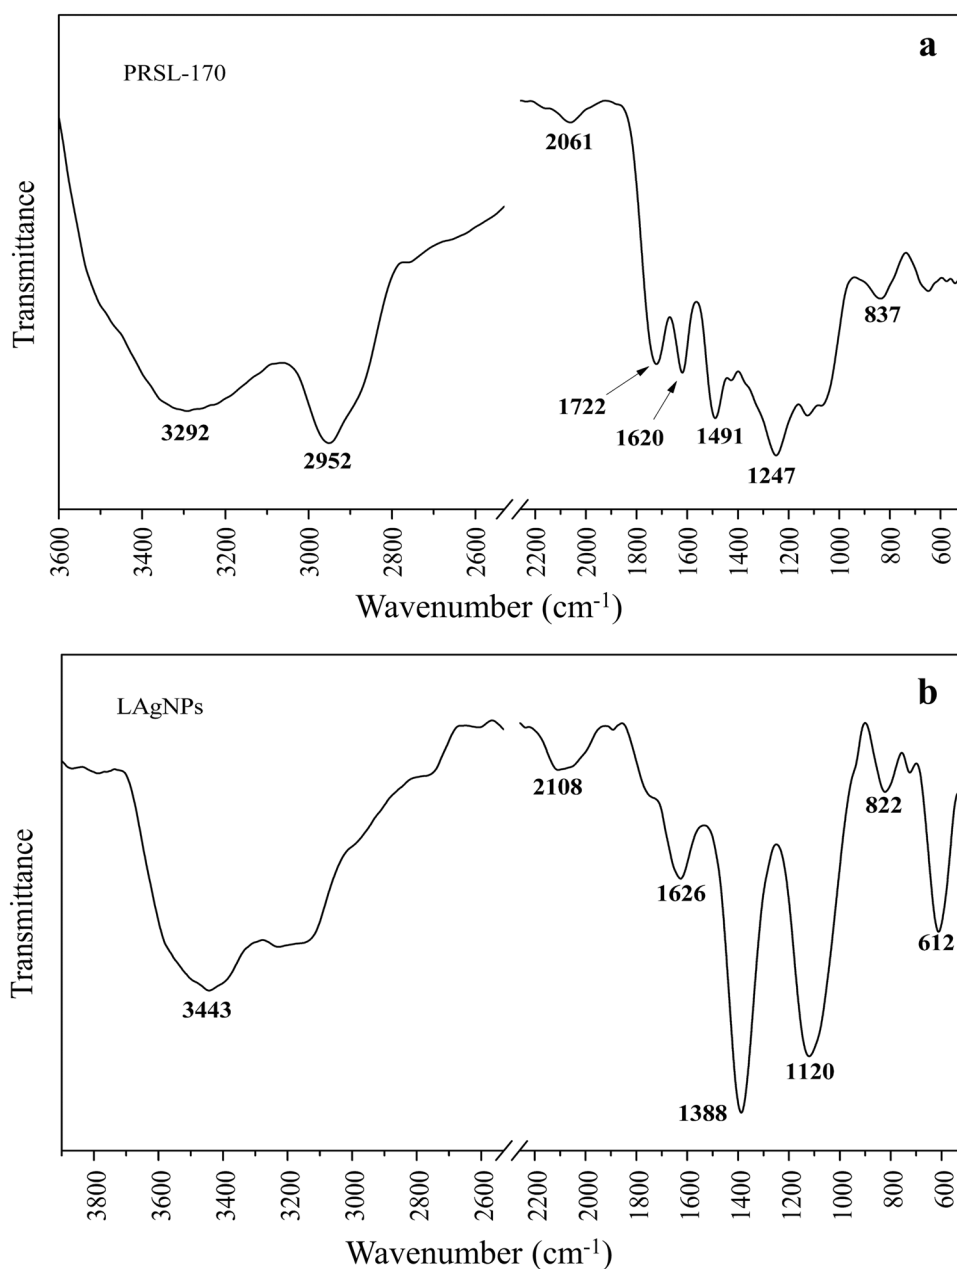 a
PRSL-170
2061
1722
1620
1491
1247
837
3292
2952
Transmittance
3600 3400 3200 3000 2800 2600 2200 2000 1800 1600 1400 1200 1000 800 600
Wavenumber (cm⁻¹)
b
LAgNPs
2108
1626
822
612
3443
1120
1388
Transmittance
3800 3600 3400 3200 3000 2800 2600 2200 2000 1800 1600 1400 1200 1000 800 600
Wavenumber (cm⁻¹)